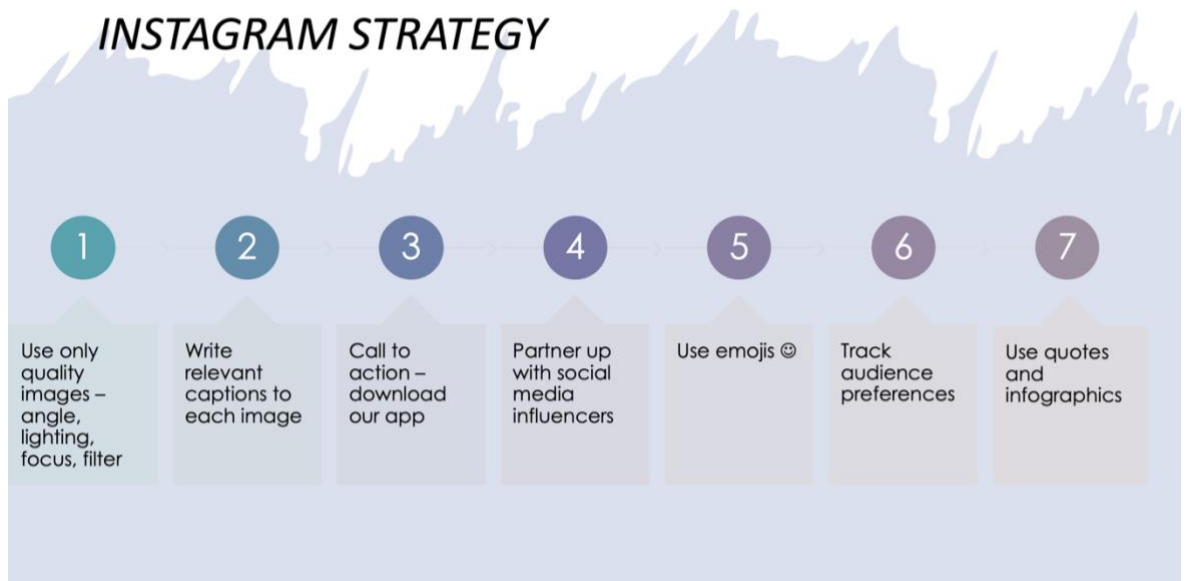 INSTAGRAM STRATEGY
1
Use only
quality
images –
angle,
lighting,
focus, filter
2
Write
relevant
captions to
each image
3
Call to
action –
download
our app
4
Partner up
with social
media
influencers
5
Use emojis ☺
6
Track
audience
preferences
7
Use quotes
and
infographics